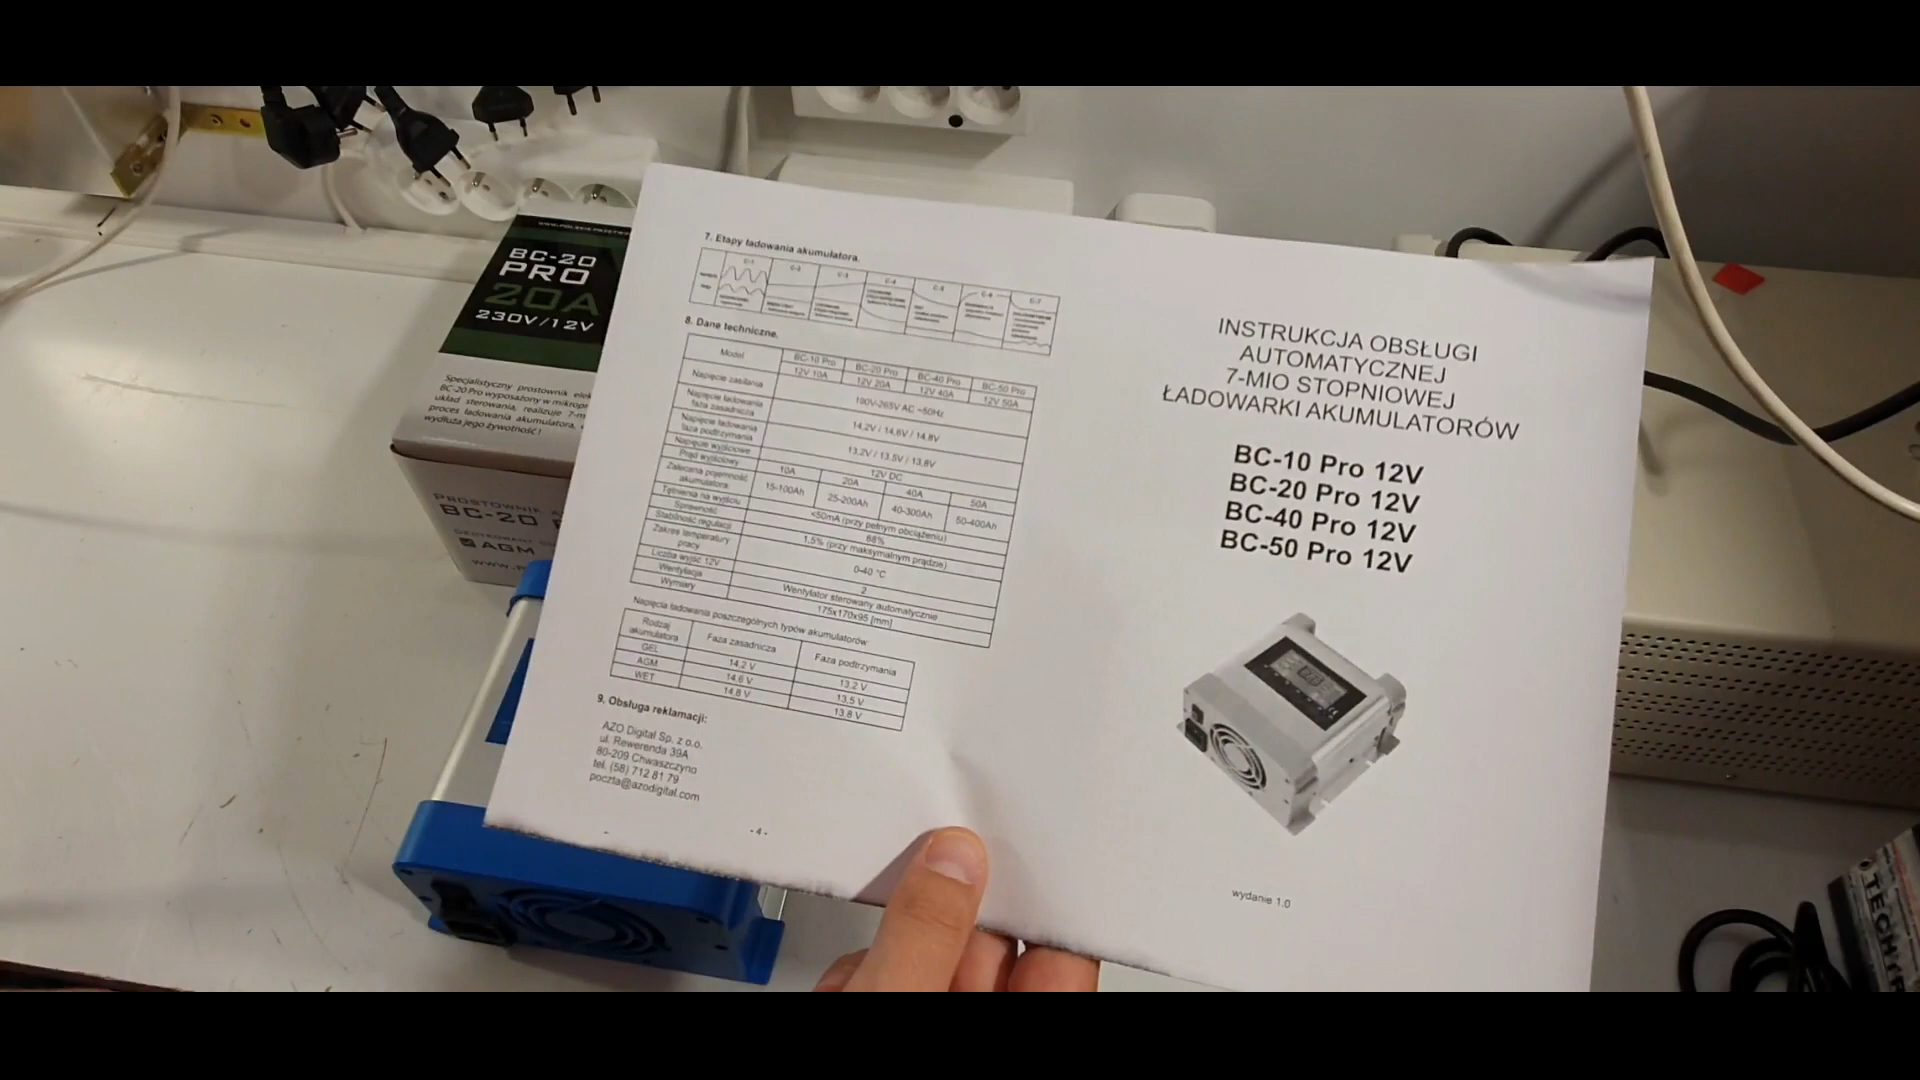 BC-20
PRO
20A
230V/12V
Specjalistyczny prostownik
BC-20 Pro wyposażony w
układ sterowania, realizuje
proces ładowania akumulatora,
wydłuża jego żywotność!
PROSTOWNIK
BC-20
AGM
7. Etapy ładowania akumulatora.
C-1 C-2 C-3 C-4 C-5 C-6 C-7
8. Dane techniczne.
Model BC-10 Pro BC-20 Pro BC-40 Pro BC-50 Pro
12V 10A 12V 20A 12V 40A 12V 50A
Napięcie zasilania 190V-265V AC ~50Hz
Napięcie ładowania
faza zasadnicza 14,2V / 14,6V / 14,8V
Napięcie ładowania
faza podtrzymania 13,2V / 13,5V / 13,8V
Napięcie wyjściowe 12V DC
Prąd wyjściowy 10A 20A 40A 50A
Zalecana pojemność
akumulatora 15-100Ah 25-200Ah 40-300Ah 50-400Ah
Tętnienia na wyjściu <50mA (przy pełnym obciążeniu)
Sprawność 88%
Stabilność regulacji 1,5% (przy maksymalnym prądzie)
Zakres temperatury
pracy 0-40 °C
Liczba wyjść 12V 2
Wentylacja Wentylator sterowany automatycznie
Wymiary 175x170x95 [mm]
Napięcia ładowania poszczególnych typów akumulatorów:
Rodzaj
akumulatora Faza zasadnicza Faza podtrzymania
GEL 14,2 V 13,2 V
AGM 14,6 V 13,5 V
WET 14,8 V 13,8 V
9. Obsługa reklamacji:
AZO Digital Sp. z o.o.
ul. Rewerenda 39A
80-209 Chwaszczyno
tel. (58) 712 81 79
poczta@azodigital.com
- 4 -
INSTRUKCJA OBSŁUGI
AUTOMATYCZNEJ
7-MIO STOPNIOWEJ
ŁADOWARKI AKUMULATORÓW
BC-10 Pro 12V
BC-20 Pro 12V
BC-40 Pro 12V
BC-50 Pro 12V
wydanie 1.0